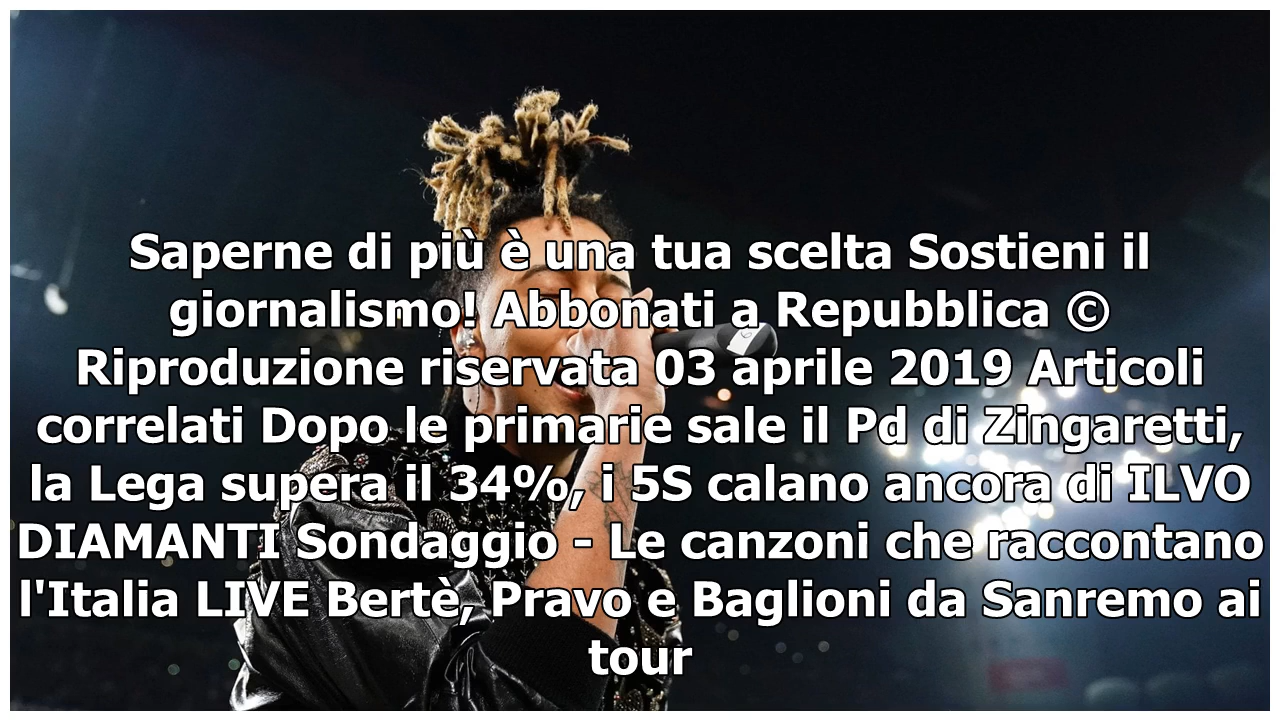 Saperne di più è una tua scelta Sostieni il
giornalismo! Abbonati a Repubblica ©
Riproduzione riservata 03 aprile 2019 Articoli
correlati Dopo le primarie sale il Pd di Zingaretti,
la Lega supera il 34%, i 5S calano ancora di ILVO
DIAMANTI Sondaggio - Le canzoni che raccontano
l'Italia LIVE Bertè, Pravo e Baglioni da Sanremo ai
tour